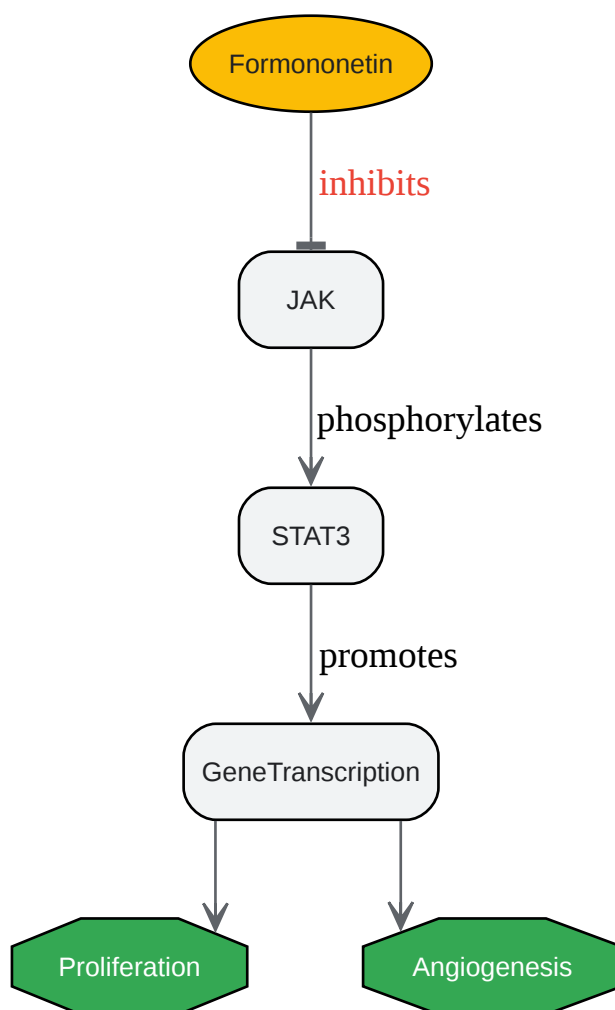 Formononetin
inhibits
JAK
phosphorylates
STAT3
promotes
GeneTranscription
Proliferation
Angiogenesis